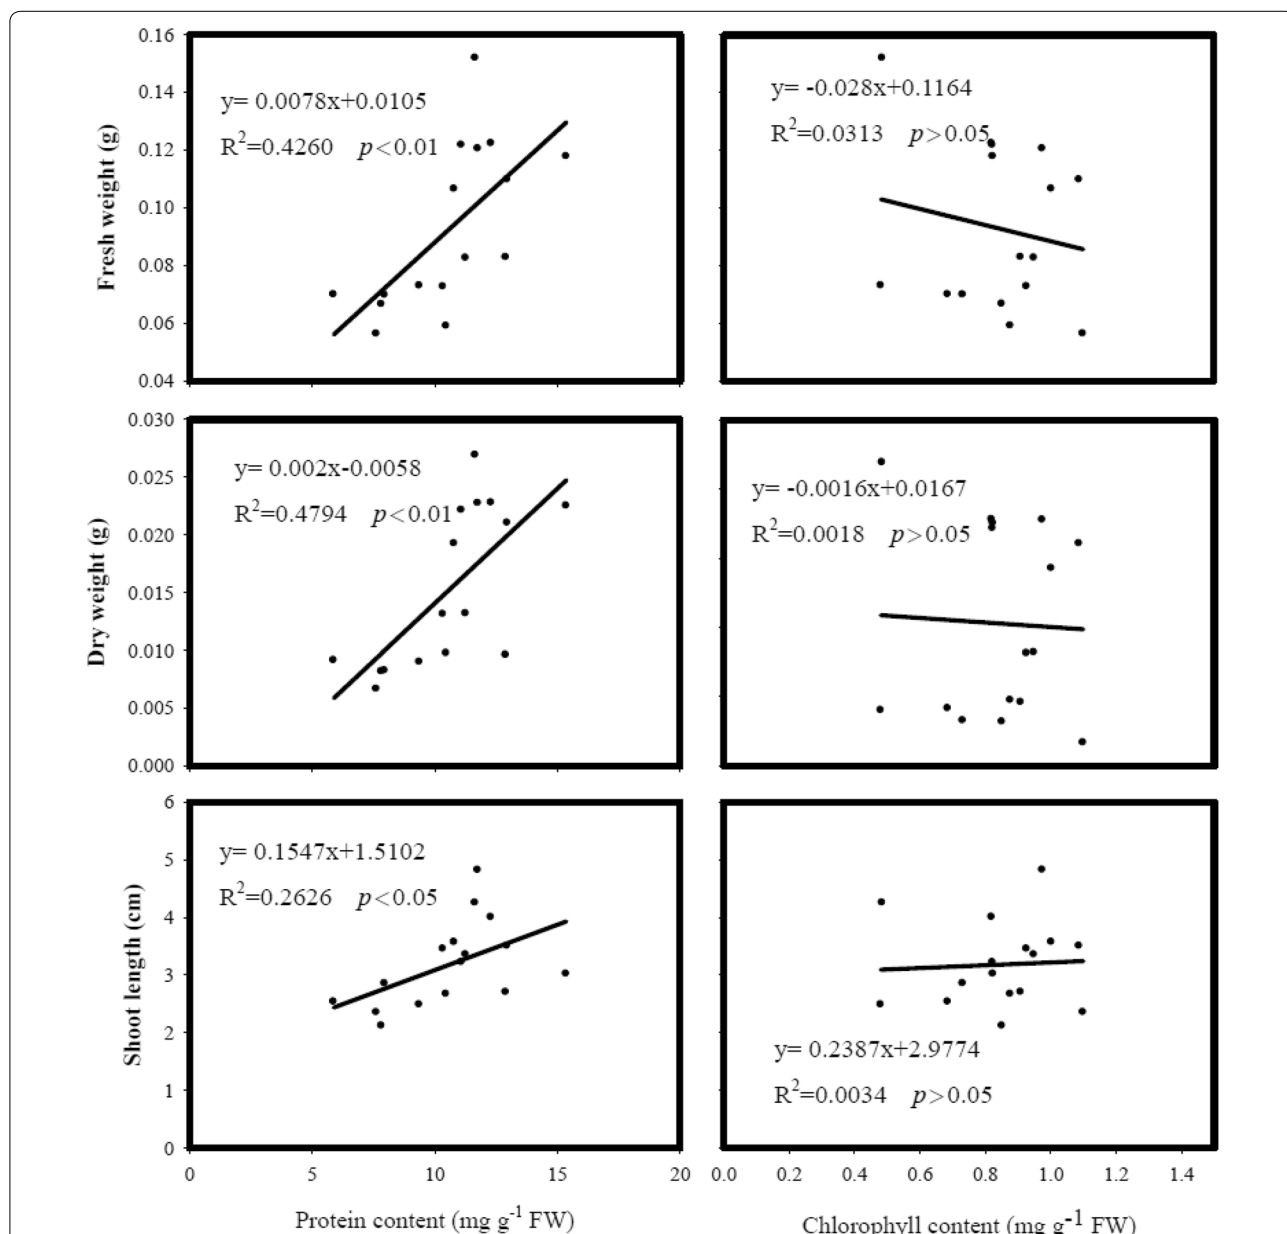 0.16
0.14
0.12
0.10
0.08
0.06
0.04
Fresh weight (g)
y= 0.0078x+0.0105
R²=0.4260 p<0.01
y= -0.028x+0.1164
R²=0.0313 p>0.05
0.030
0.025
0.020
0.015
0.010
0.005
0.000
Dry weight (g)
y= 0.002x-0.0058
R²=0.4794 p<0.01
y= -0.0016x+0.0167
R²=0.0018 p>0.05
6
5
4
3
2
1
0
Shoot length (cm)
y= 0.1547x+1.5102
R²=0.2626 p<0.05
y= 0.2387x+2.9774
R²=0.0034 p>0.05
0 5 10 15 20
0.0 0.2 0.4 0.6 0.8 1.0 1.2 1.4
Protein content (mg g⁻¹ FW)
Chlorophyll content (mg g⁻¹ FW)